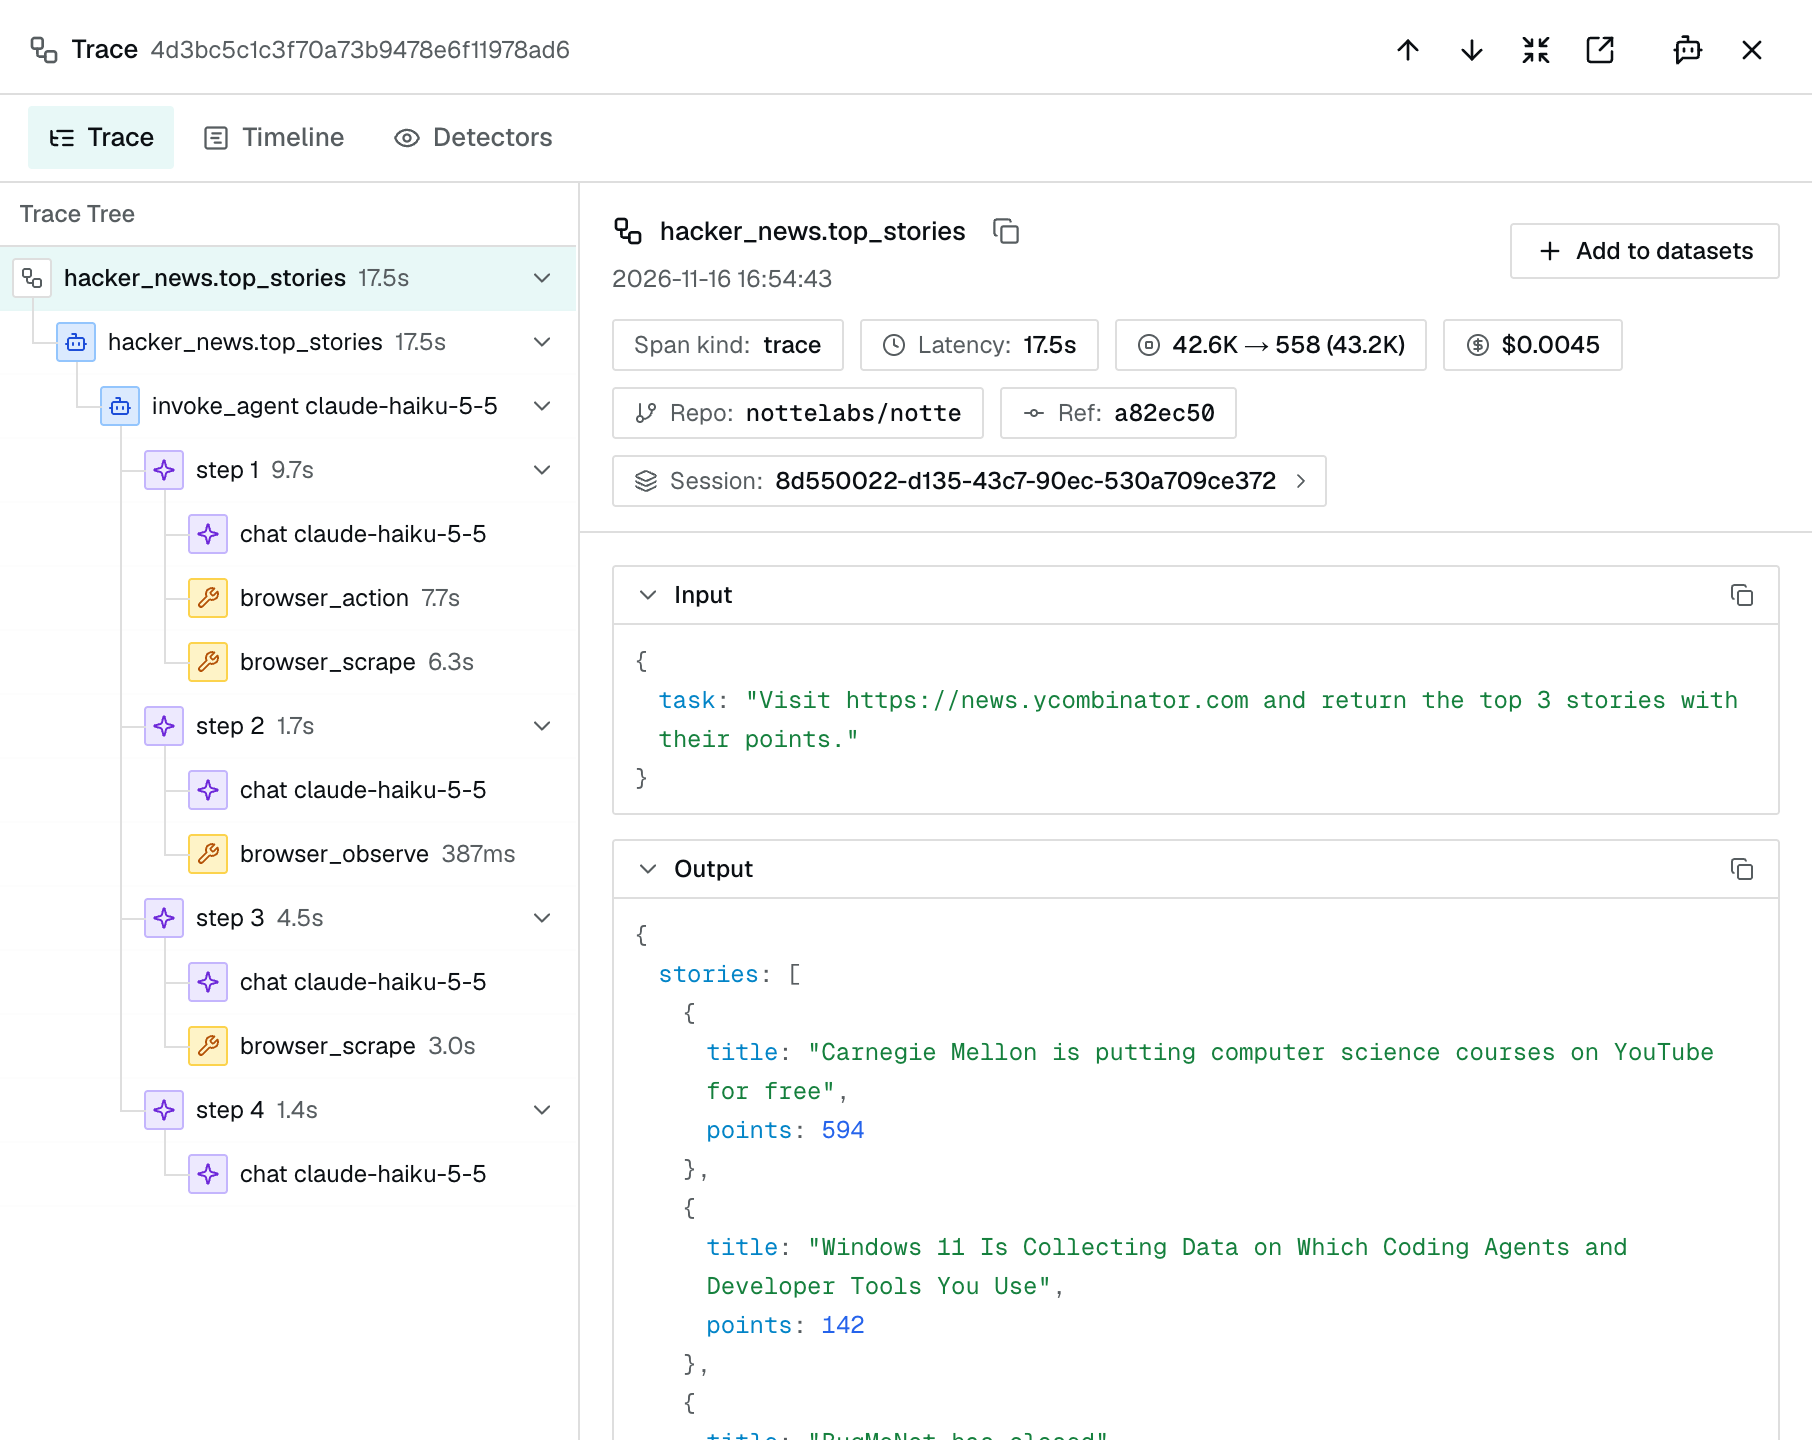 Trace 4d3bc5c1c3f70a73b9478e6f11978ad6
Trace
Timeline
Detectors
Trace Tree
hacker_news.top_stories 17.5s
hacker_news.top_stories 17.5s
invoke_agent claude-haiku-5-5
step 1 9.7s
chat claude-haiku-5-5
browser_action 7.7s
browser_scrape 6.3s
step 2 1.7s
chat claude-haiku-5-5
browser_observe 387ms
step 3 4.5s
chat claude-haiku-5-5
browser_scrape 3.0s
step 4 1.4s
chat claude-haiku-5-5
hacker_news.top_stories
2026-11-16 16:54:43
Add to datasets
Span kind: trace
Latency: 17.5s
42.6K → 558 (43.2K)
$0.0045
Repo: nottelabs/notte
Ref: a82ec50
Session: 8d550022-d135-43c7-90ec-530a709ce372
Input
{
task: "Visit https://news.ycombinator.com and return the top 3 stories with
their points."
}
Output
{
stories: [
{
title: "Carnegie Mellon is putting computer science courses on YouTube
for free",
points: 594
},
{
title: "Windows 11 Is Collecting Data on Which Coding Agents and
Developer Tools You Use",
points: 142
},
{
title: "BugMeNot has closed"